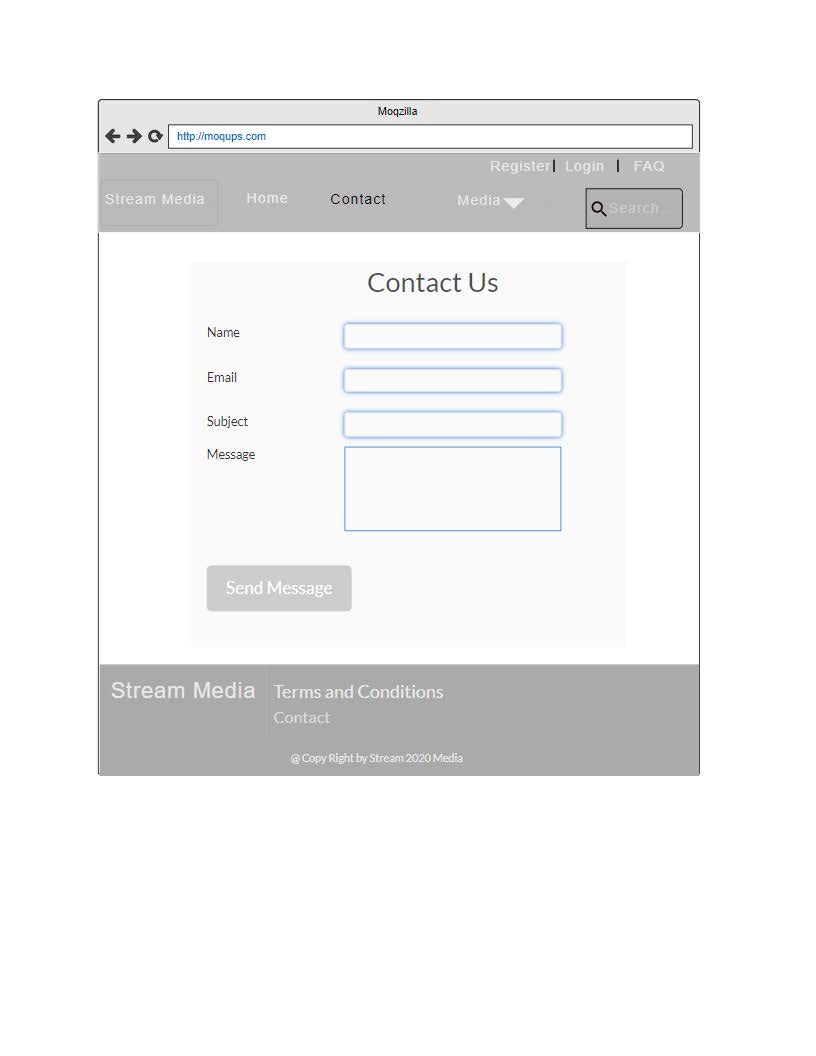 Moqzilla
http://moqups.com
Register| Login | FAQ
Stream Media Home Contact Media
Search...
Contact Us
Name
Email
Subject
Message
Send Message
Stream Media
Terms and Conditions
Contact
@ Copy Right by Stream 2020 Media